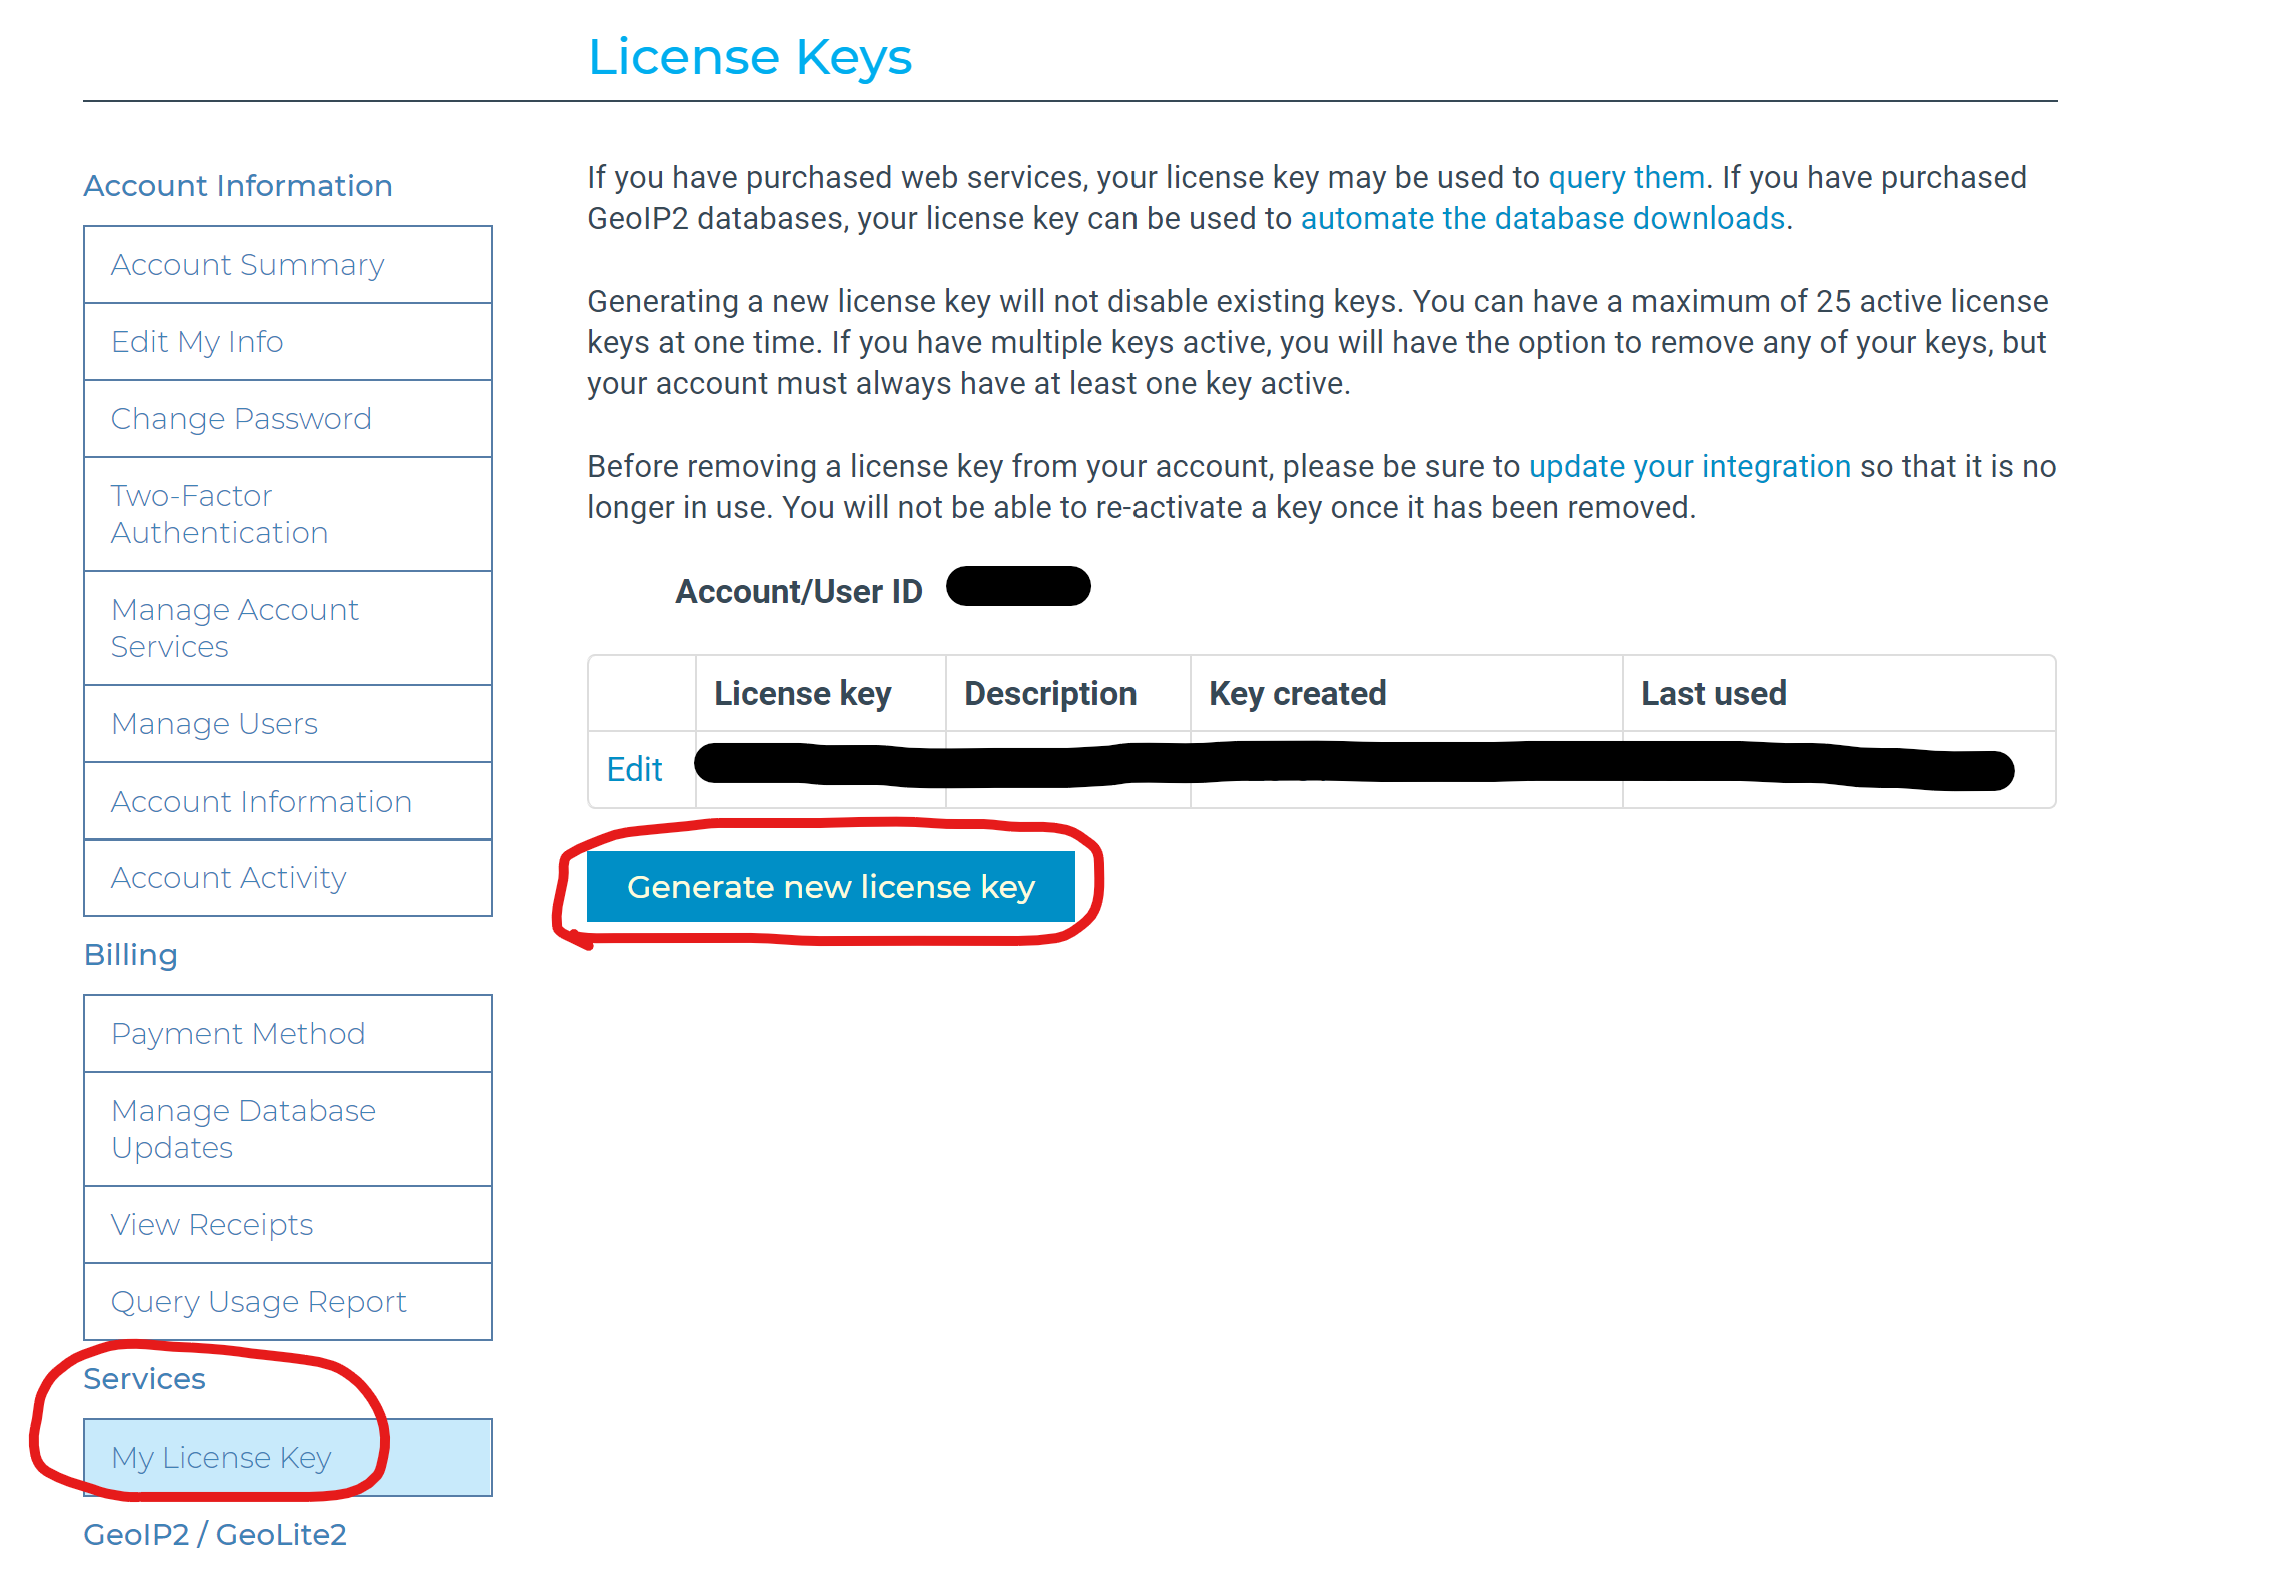 License Keys
Account Information
Account Summary
Edit My Info
Change Password
Two-Factor
Authentication
Manage Account
Services
Manage Users
Account Information
Account Activity
Billing
Payment Method
Manage Database
Updates
View Receipts
Query Usage Report
Services
My License Key
GeoIP2 / GeoLite2
If you have purchased web services, your license key may be used to query them. If you have purchased
GeoIP2 databases, your license key can be used to automate the database downloads.
Generating a new license key will not disable existing keys. You can have a maximum of 25 active license
keys at one time. If you have multiple keys active, you will have the option to remove any of your keys, but
your account must always have at least one key active.
Before removing a license key from your account, please be sure to update your integration so that it is no
longer in use. You will not be able to re-activate a key once it has been removed.
Account/User ID
License key Description Key created Last used
Edit
Generate new license key